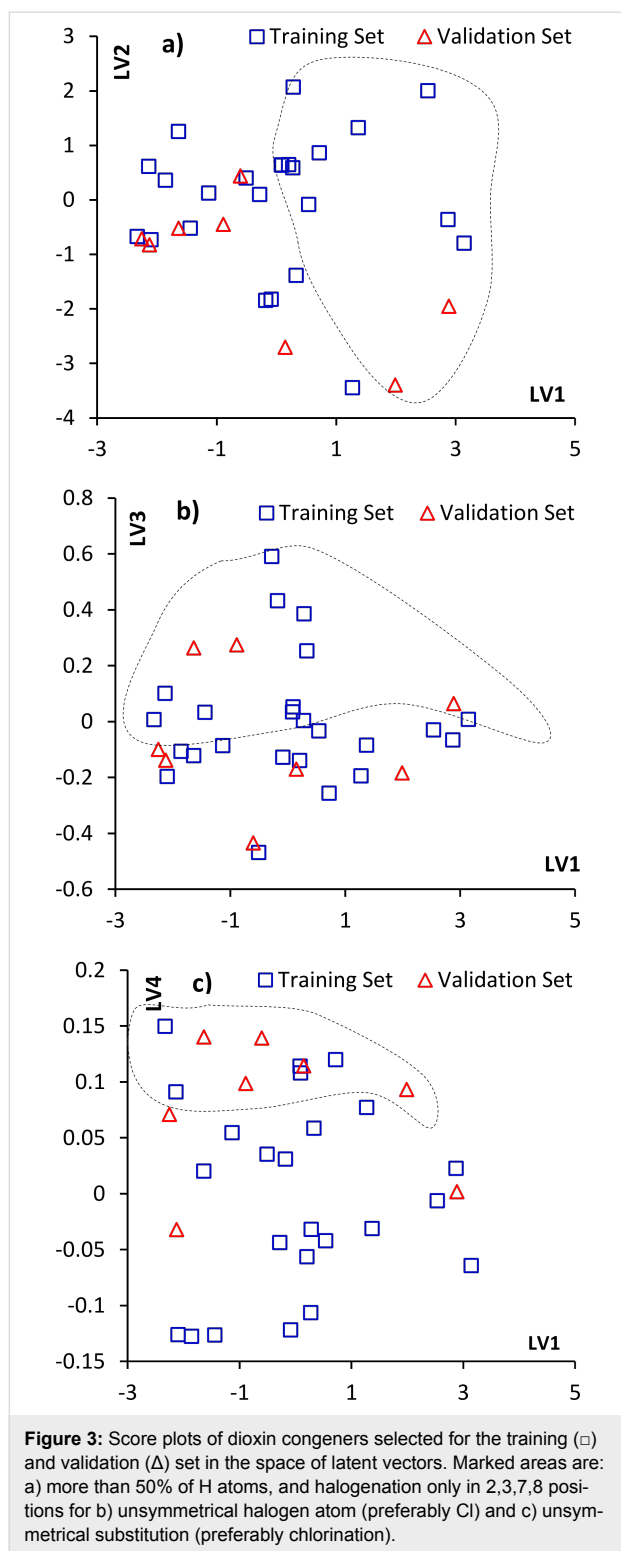 a)
LV2
□ Training Set △ Validation Set
3
2
1
0
-1
-2
-3
-4
LV1
-3 -1 1 3 5
b)
LV3
□ Training Set △ Validation Set
0.8
0.6
0.4
0.2
0
-0.2
-0.4
-0.6
LV1
-3 -1 1 3 5
c)
LV4
□ Training Set △ Validation Set
0.2
0.15
0.1
0.05
0
-0.05
-0.1
-0.15
LV1
-3 -1 1 3 5
Figure 3: Score plots of dioxin congeners selected for the training (□)
and validation (Δ) set in the space of latent vectors. Marked areas are:
a) more than 50% of H atoms, and halogenation only in 2,3,7,8 posi-
tions for b) unsymmetrical halogen atom (preferably Cl) and c) unsym-
metrical substitution (preferably chlorination).